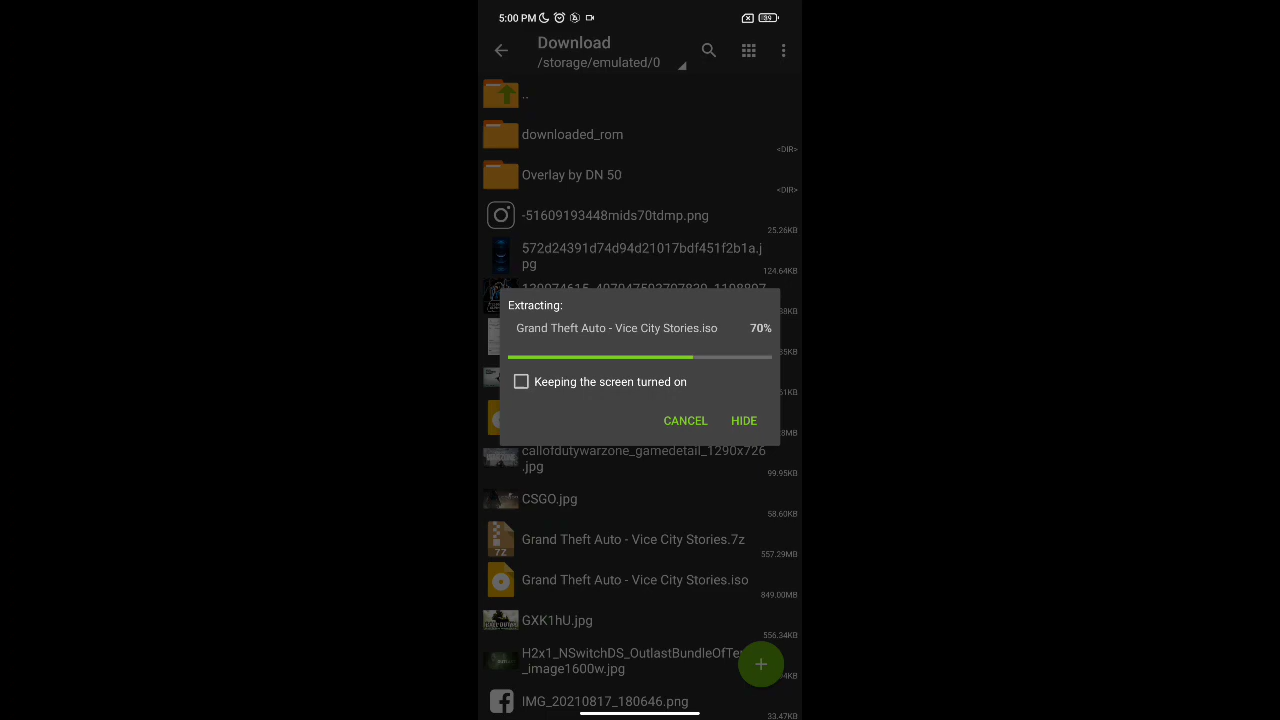 5:00 PM
39
Download
/storage/emulated/0
..
downloaded_rom
<DIR>
Overlay by DN 50
<DIR>
-51609193448mids70tdmp.png
25.26KB
572d24391d74d94d21017bdf451f2b1a.j
pg
124.64KB
Extracting:
Grand Theft Auto - Vice City Stories.iso
70%
Keeping the screen turned on
CANCEL
HIDE
callofdutywarzone_gamedetail_1290x726
.jpg
99.95KB
CSGO.jpg
58.60KB
7Z
Grand Theft Auto - Vice City Stories.7z
557.29MB
Grand Theft Auto - Vice City Stories.iso
849.00MB
GXK1hU.jpg
556.34KB
H2x1_NSwitchDS_OutlastBundleOfTe
_image1600w.jpg
IMG_20210817_180646.png
33.47KB